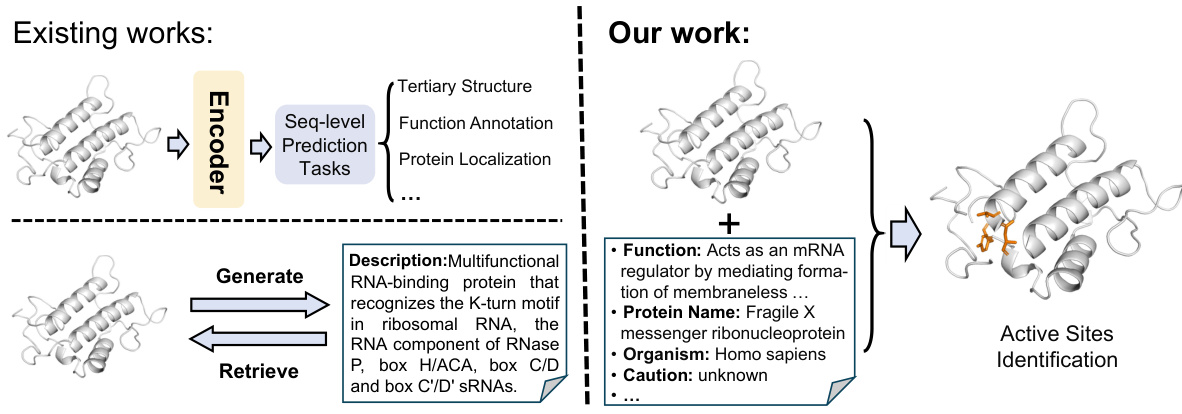 Existing works:
Encoder
Seq-level
Prediction
Tasks
Tertiary Structure
Function Annotation
Protein Localization
...
Generate
Retrieve
Description:Multifunctional
RNA-binding protein that
recognizes the K-turn motif
in ribosomal RNA, the
RNA component of RNase
P, box H/ACA, box C/D
and box C'/D' sRNAs.
Our work:
+
• Function: Acts as an mRNA
regulator by mediating forma-
tion of membraneless ...
• Protein Name: Fragile X
messenger ribonucleoprotein
• Organism: Homo sapiens
• Caution: unknown
• ...
Active Sites
Identification